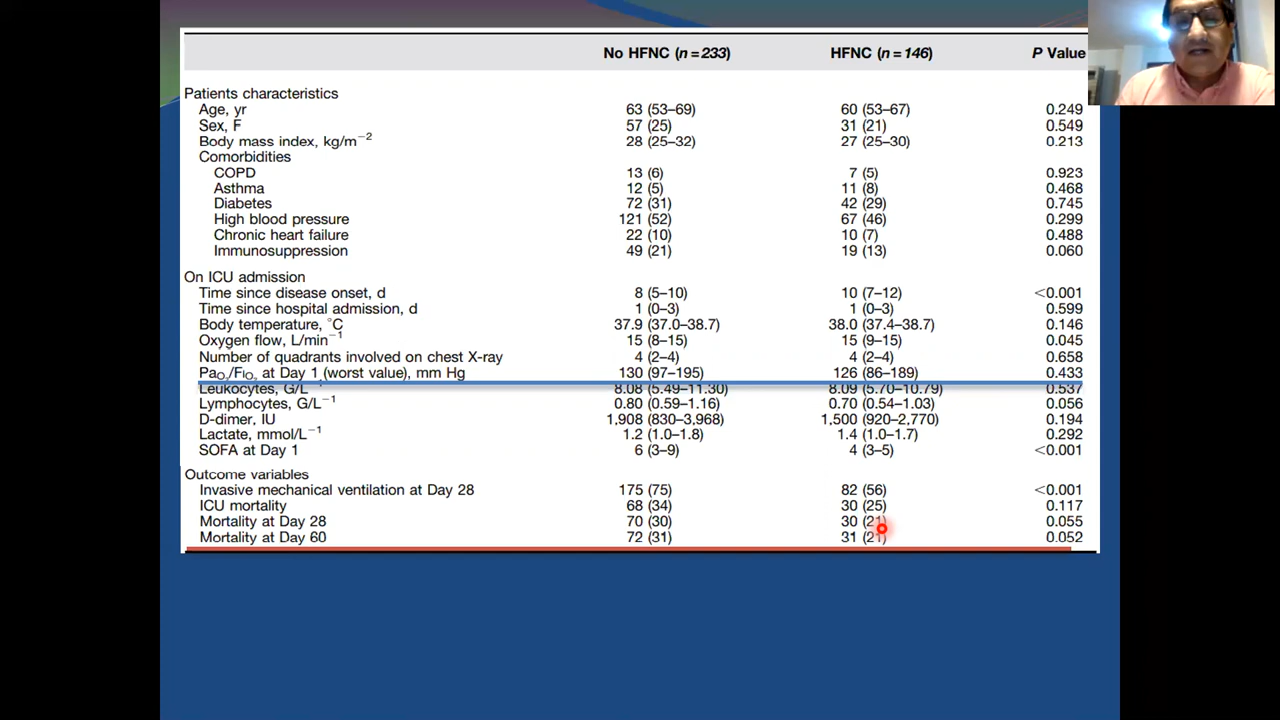 No HFNC (n = 233) HFNC (n = 146) P Value
Patients characteristics
Age, yr 63 (53–69) 60 (53–67) 0.249
Sex, F 57 (25) 31 (21) 0.549
Body mass index, kg/m−2 28 (25–32) 27 (25–30) 0.213
Comorbidities
COPD 13 (6) 7 (5) 0.923
Asthma 12 (5) 11 (8) 0.468
Diabetes 72 (31) 42 (29) 0.745
High blood pressure 121 (52) 67 (46) 0.299
Chronic heart failure 22 (10) 10 (7) 0.488
Immunosuppression 49 (21) 19 (13) 0.060
On ICU admission
Time since disease onset, d 8 (5–10) 10 (7–12) <0.001
Time since hospital admission, d 1 (0–3) 1 (0–3) 0.599
Body temperature, °C 37.9 (37.0–38.7) 38.0 (37.4–38.7) 0.146
Oxygen flow, L/min−1 15 (8–15) 15 (9–15) 0.045
Number of quadrants involved on chest X-ray 4 (2–4) 4 (2–4) 0.658
PaO2/FIO2 at Day 1 (worst value), mm Hg 130 (97–195) 126 (86–189) 0.433
Leukocytes, G/L−1 8.08 (5.49–11.30) 8.09 (5.70–10.79) 0.537
Lymphocytes, G/L−1 0.80 (0.59–1.16) 0.70 (0.54–1.03) 0.056
D-dimer, IU 1,908 (830–3,968) 1,500 (920–2,770) 0.194
Lactate, mmol/L−1 1.2 (1.0–1.8) 1.4 (1.0–1.7) 0.292
SOFA at Day 1 6 (3–9) 4 (3–5) <0.001
Outcome variables
Invasive mechanical ventilation at Day 28 175 (75) 82 (56) <0.001
ICU mortality 68 (34) 30 (25) 0.117
Mortality at Day 28 70 (30) 30 (21) 0.055
Mortality at Day 60 72 (31) 31 (21) 0.052